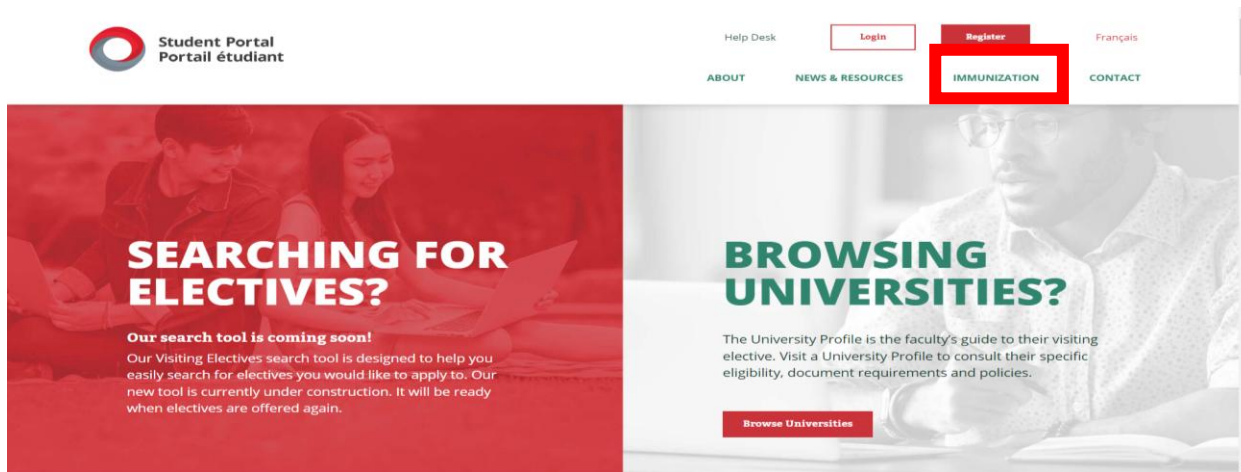 Student Portal
Portail étudiant
Help Desk
Login
Register
Français
ABOUT
NEWS & RESOURCES
IMMUNIZATION
CONTACT
SEARCHING FOR
ELECTIVES?
Our search tool is coming soon!
Our Visiting Electives search tool is designed to help you
easily search for electives you would like to apply to. Our
new tool is currently under construction. It will be ready
when electives are offered again.
BROWSING
UNIVERSITIES?
The University Profile is the faculty's guide to their visiting
elective. Visit a University Profile to consult their specific
eligibility, document requirements and policies.
Browse Universities